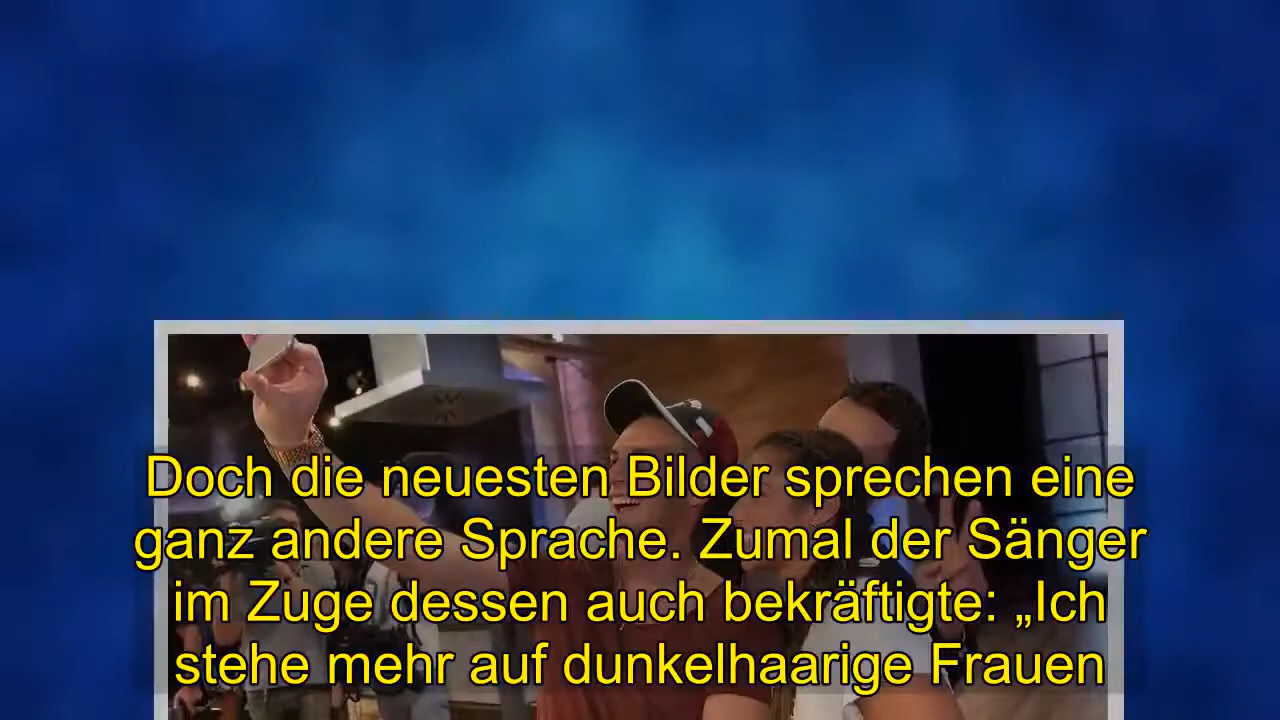 Doch die neuesten Bilder sprechen eine
ganz andere Sprache. Zumal der Sänger
im Zuge dessen auch bekräftigte: „Ich
stehe mehr auf dunkelhaarige Frauen